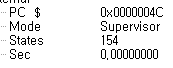 PC $ 0x0000004C
Mode Supervisor
States 154
Sec 0,00000000